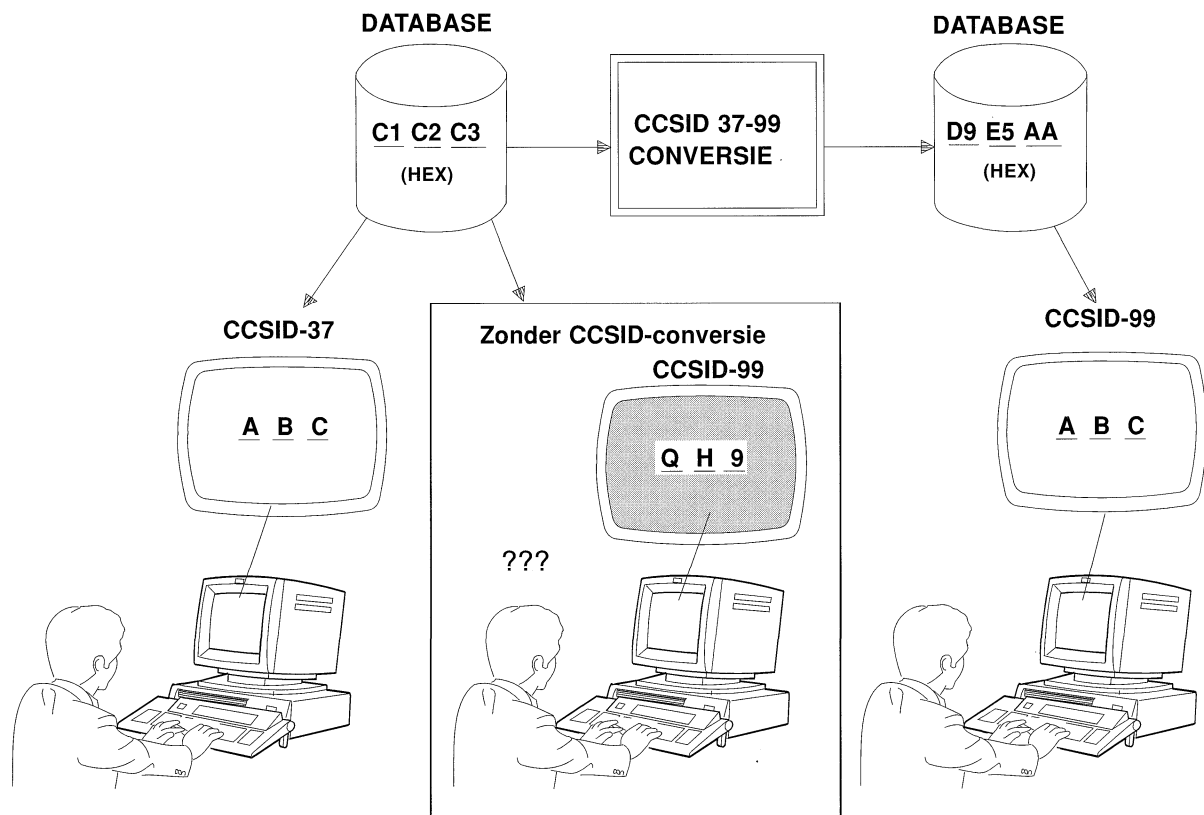 DATABASE
C1 C2 C3
(HEX)
CCSID 37-99
CONVERSIE
DATABASE
D9 E5 AA
(HEX)
CCSID-37
A B C
Zonder CCSID-conversie
CCSID-99
Q H 9
???
CCSID-99
A B C